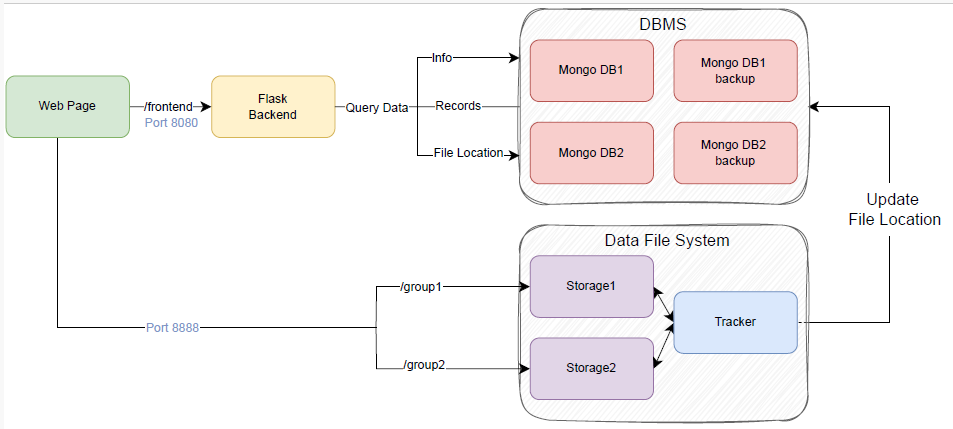 DBMS
Mongo DB1
Mongo DB1
backup
Info
Web Page
/frontend
Port 8080
Flask
Backend
Query Data
Records
File Location
Mongo DB2
Mongo DB2
backup
Update
File Location
Data File System
/group1
Storage1
Port 8888
Tracker
/group2
Storage2